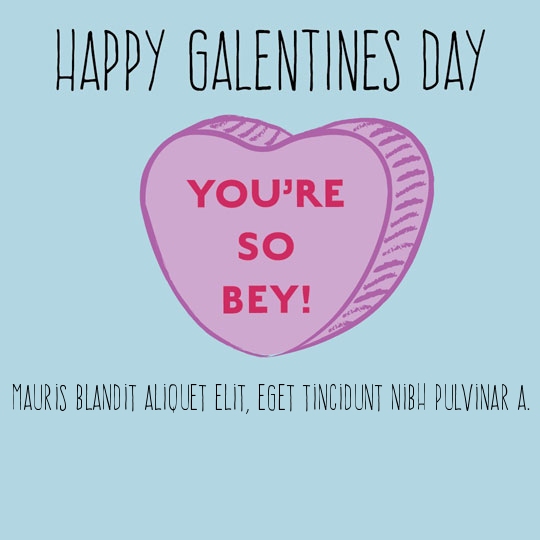 HAPPY GALENTINES DAY
YOU'RE
SO
BEY!
MAURIS BLANDIT ALIQUET ELIT, EGET TINCIDUNT NIBH PULVINAR A.